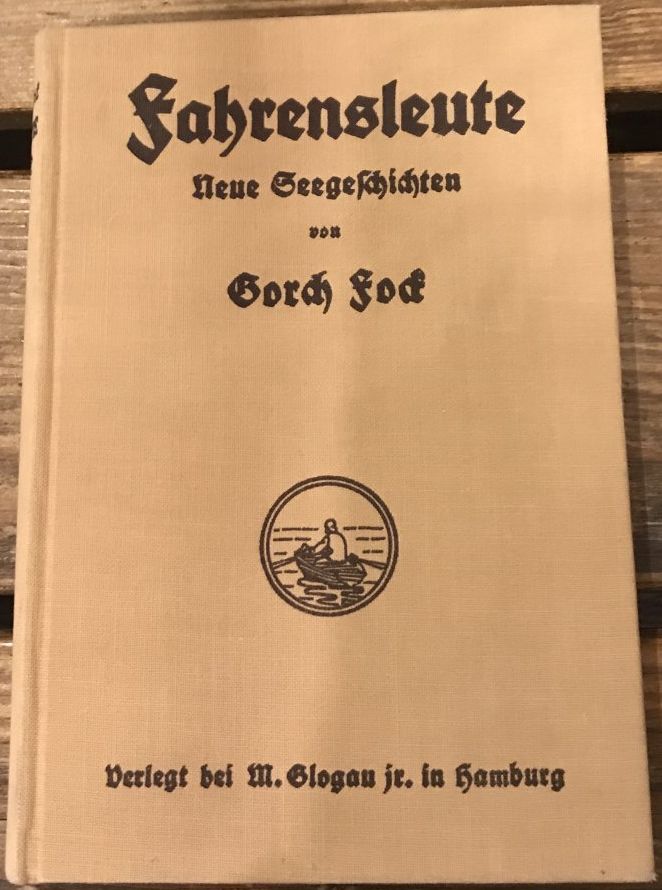 Fahrensleute
Neue Seegeschichten
von
Gorch Fock
Verlegt bei M. Glogau jr. in Hamburg